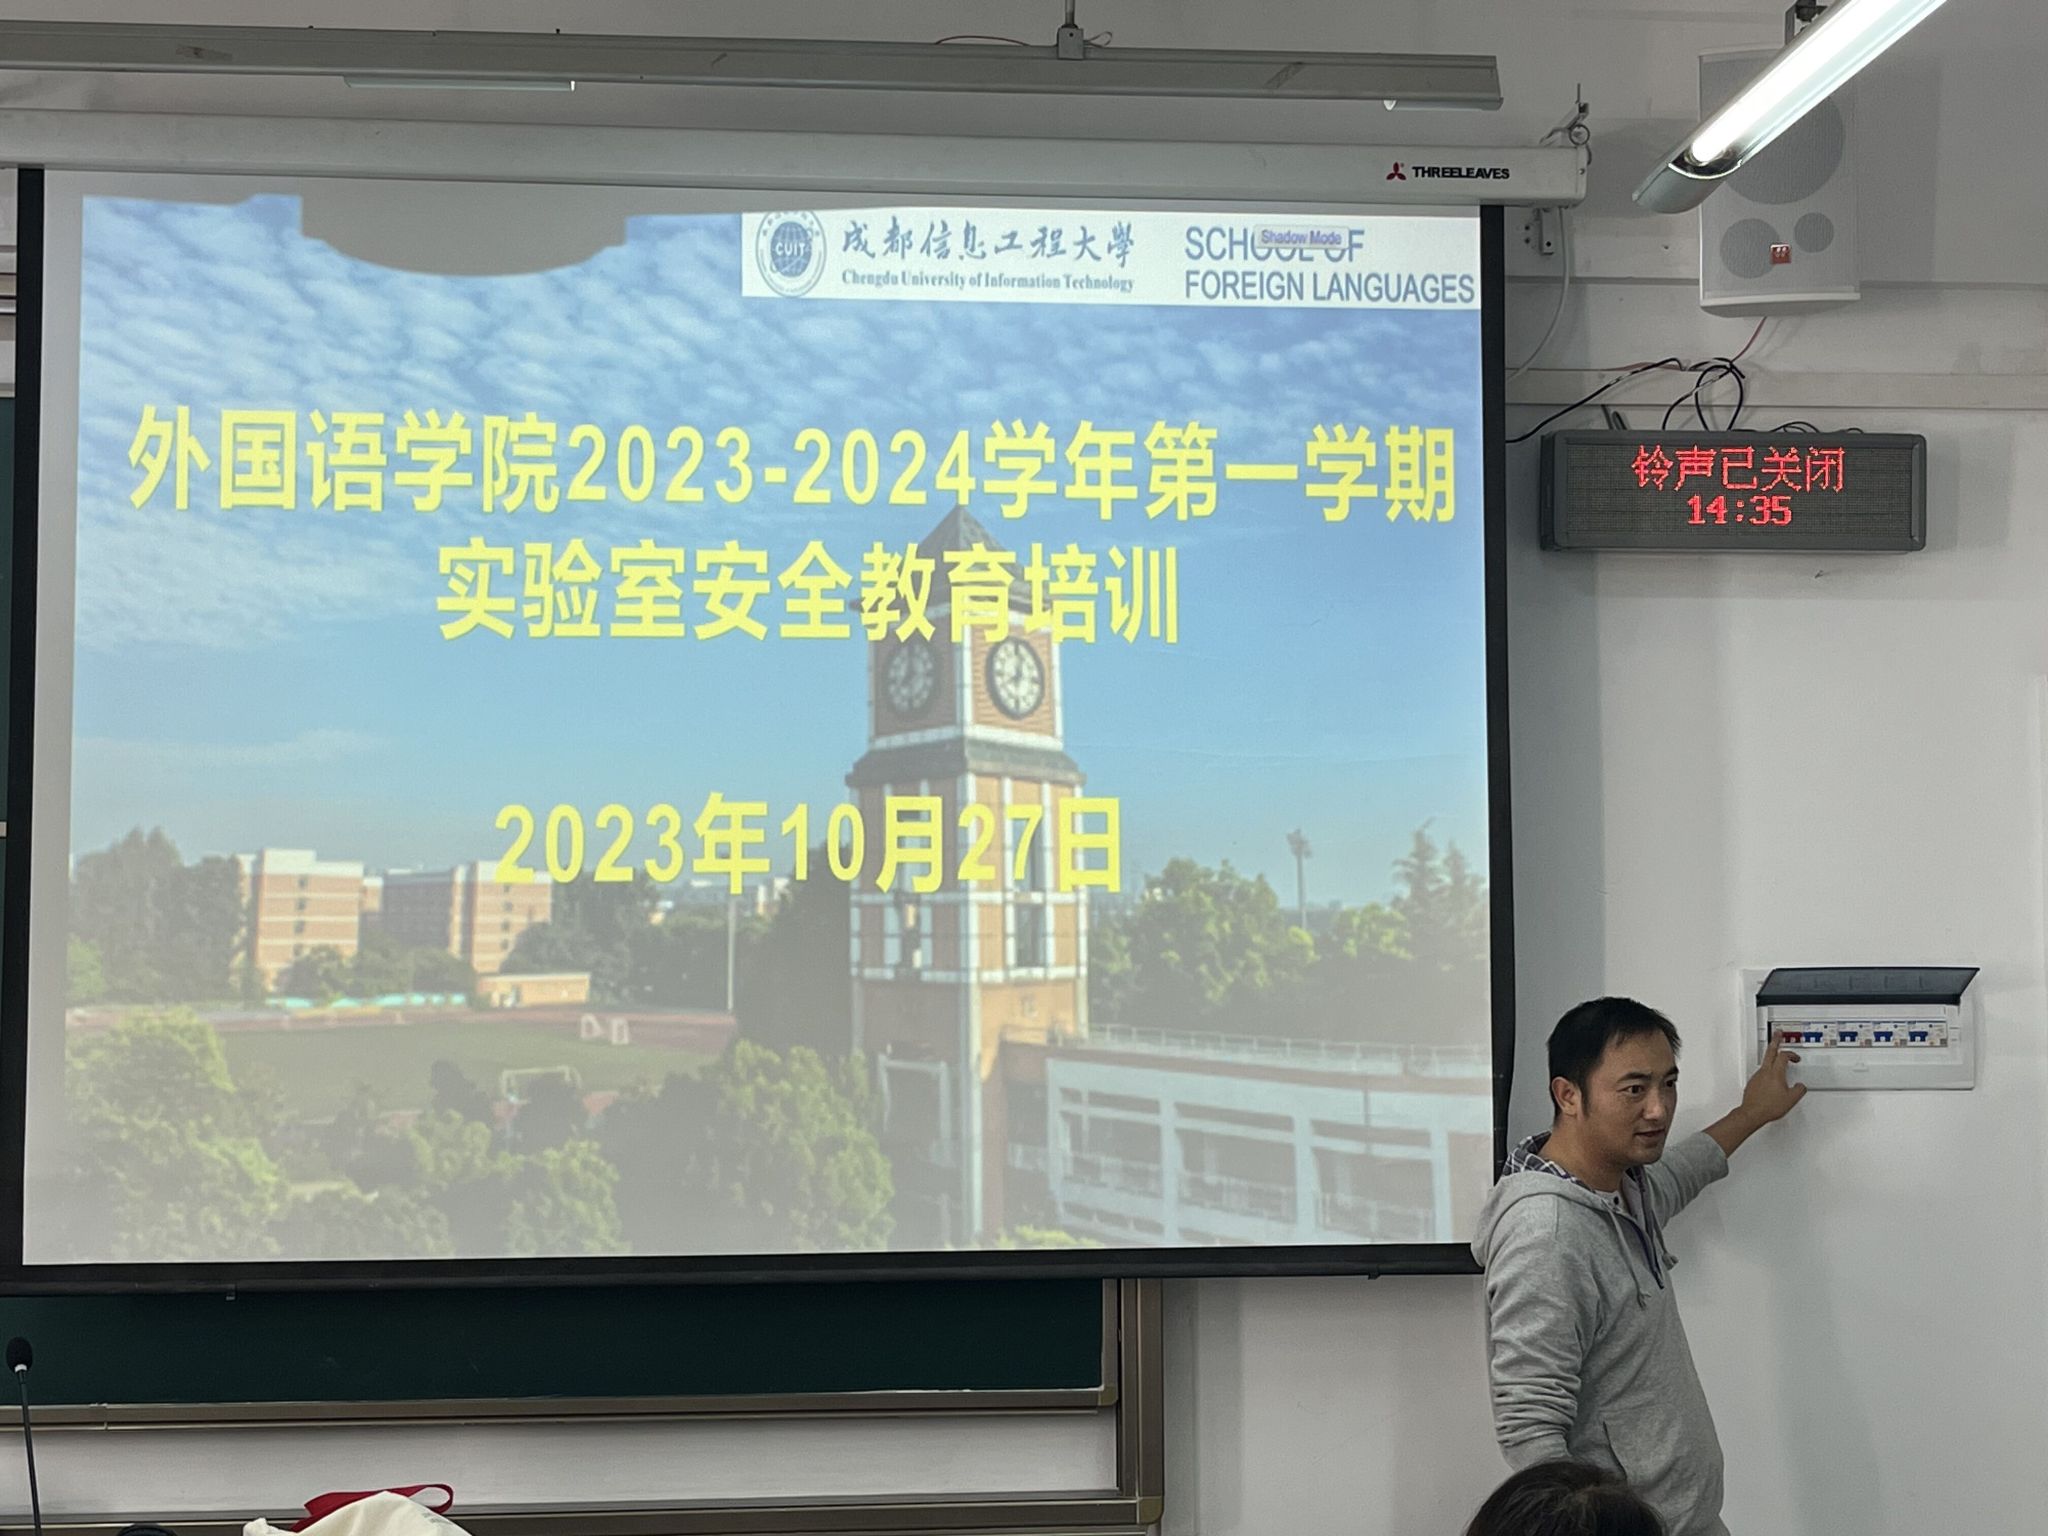 THREELEAVES
CUIT
成都信息工程大學
Chengdu University of Information Technology
SCHOOL OF
Shadow Mode
FOREIGN LANGUAGES
外国语学院2023-2024学年第一学期
实验室安全教育培训
2023年10月27日
铃声已关闭
14:35